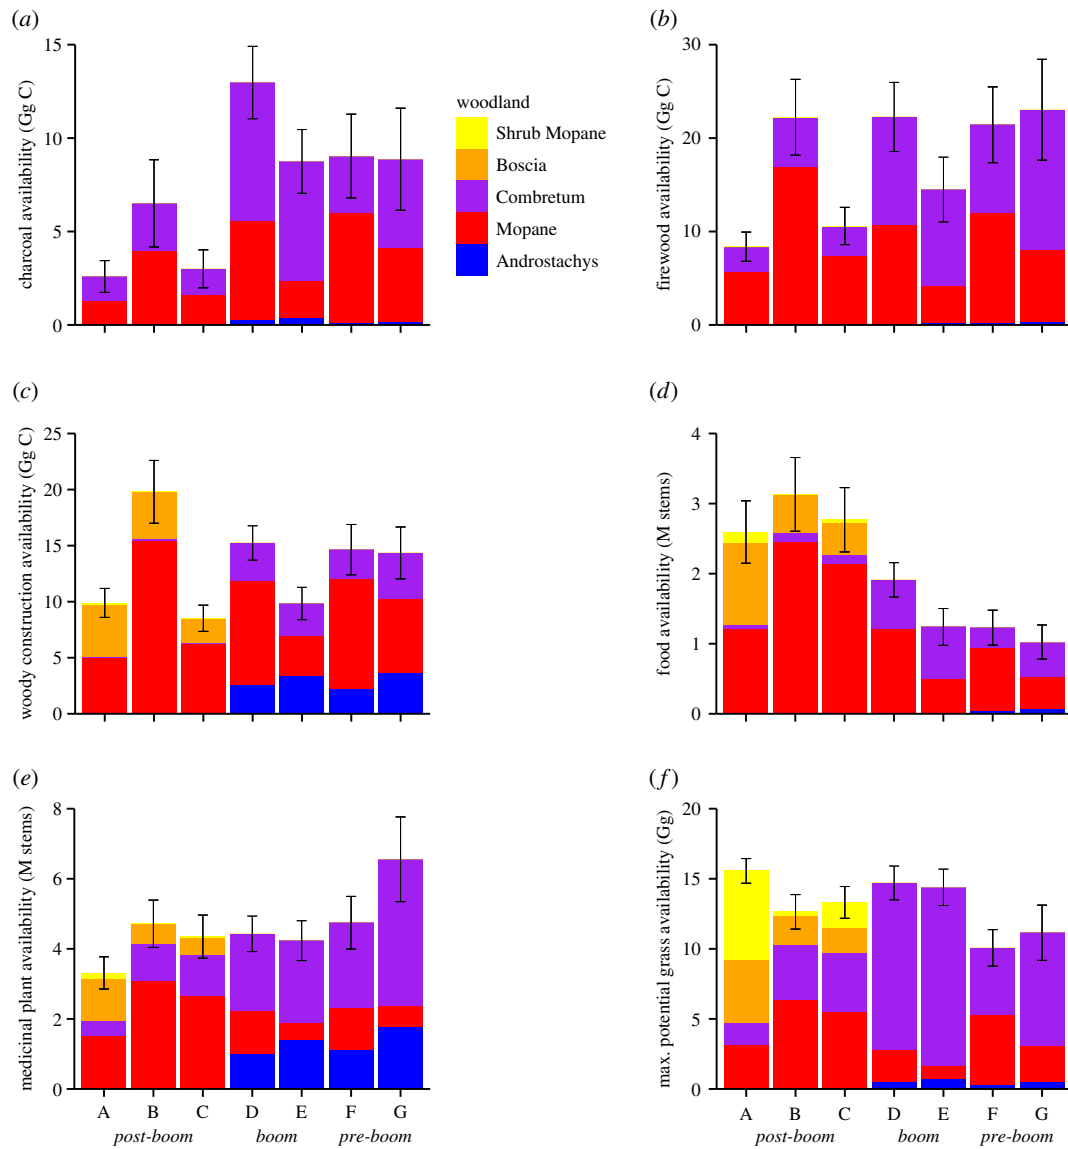 (a)
15
10
5
0
charcoal availability (Gg C)
woodland
Shrub Mopane
Boscia
Combretum
Mopane
Androstachys
(b)
30
20
10
0
firewood availability (Gg C)
(c)
25
20
15
10
5
0
woody construction availability (Gg C)
(d)
4
3
2
1
0
food availability (M stems)
(e)
8
6
4
2
0
medicinal plant availability (M stems)
A B C D E F G
post-boom boom pre-boom
(f)
20
15
10
5
0
max. potential grass availability (Gg)
A B C D E F G
post-boom boom pre-boom